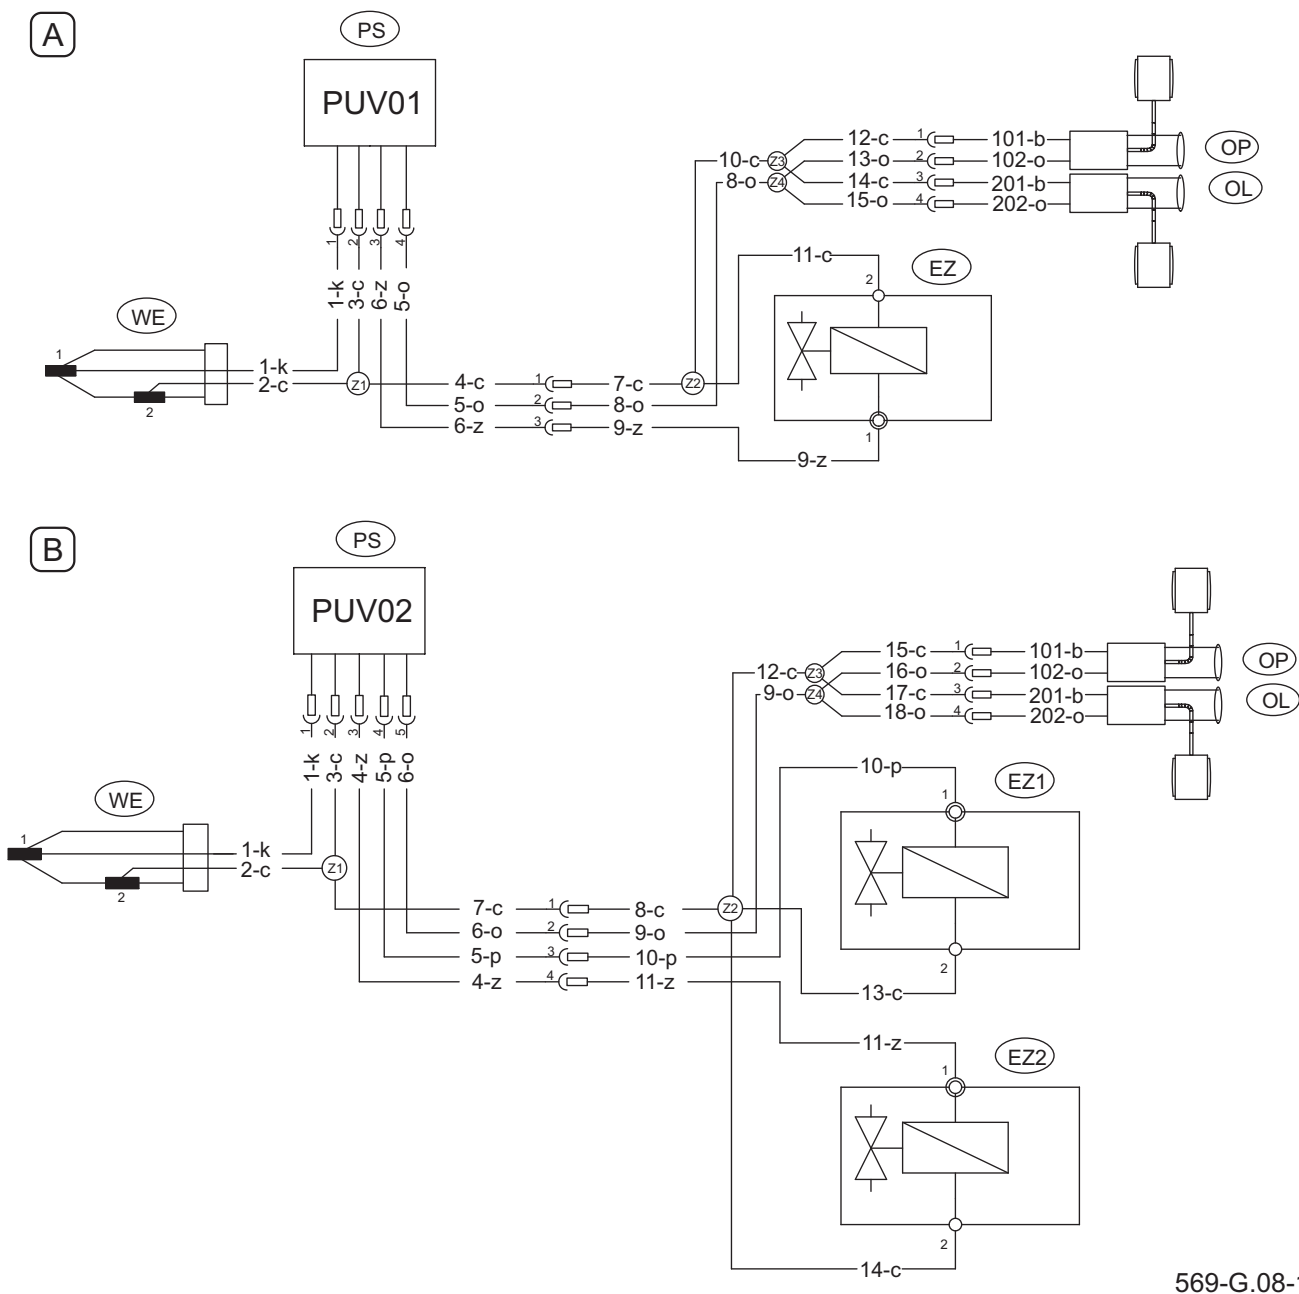 A
PS
PUV01
12-c 1 101-b
10-c Z3 13-o 2 102-o OP
8-o Z4 14-c 3 201-b OL
15-o 4 202-o
1 2 3 4
11-c
EZ
2
1-k 3-c 6-z 5-o
WE
1
1-k
2-c Z1 4-c 1 7-c Z2
2
5-o 2 8-o
6-z 3 9-z
1
9-z
B
PS
PUV02
15-c 1 101-b
12-c Z3 16-o 2 102-o OP
9-o Z4 17-c 3 201-b OL
18-o 4 202-o
1 2 3 4 5
1-k 3-c 4-z 5-p 6-o
10-p
EZ1
1
WE
1
1-k
2-c Z1
2
7-c 1 8-c Z2
6-o 2 9-o
5-p 3 10-p
2
4-z 4 11-z
13-c
11-z
EZ2
1
2
14-c
569-G.08-1